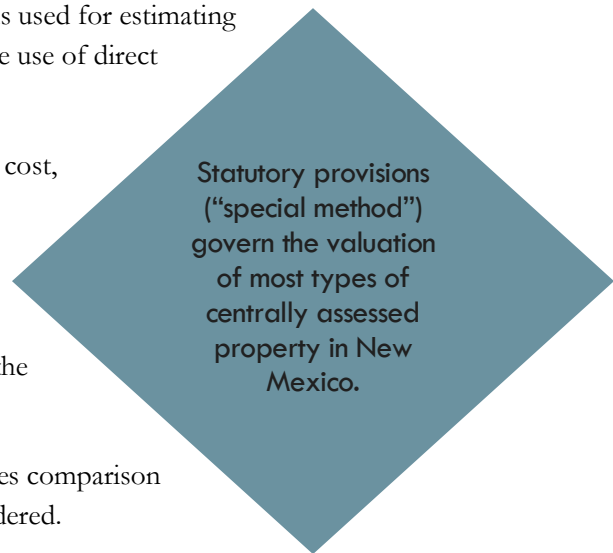 s used for estimating
e use of direct
cost,
Statutory provisions
(“special method”)
govern the valuation
of most types of
centrally assessed
property in New
Mexico.
the
es comparison
dered.